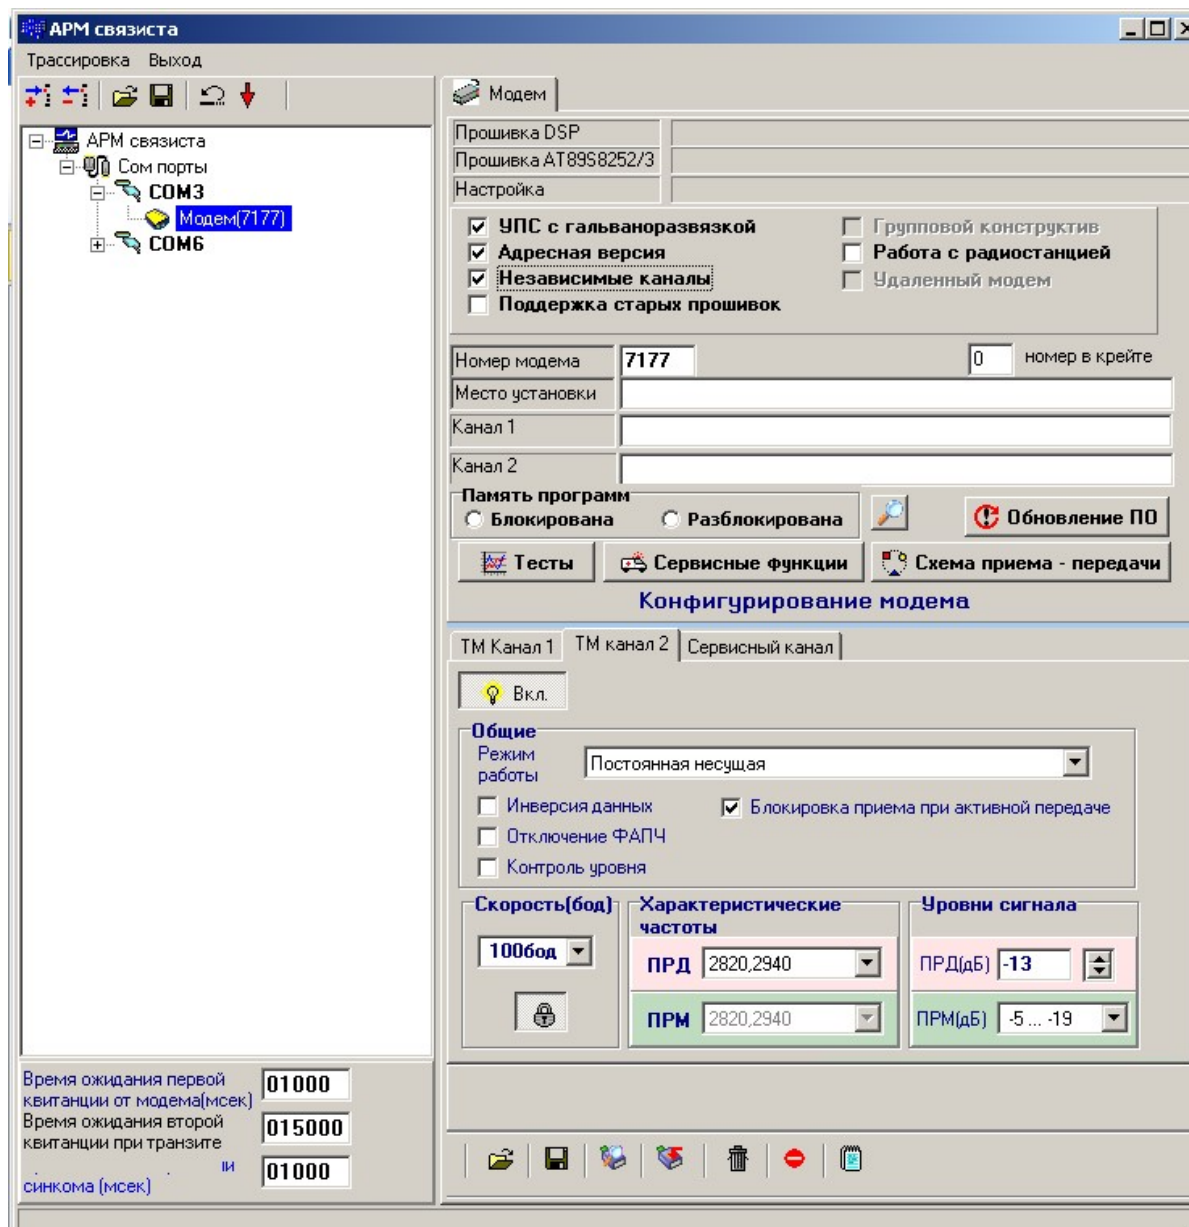 АРМ связиста
Трассировка Выход
АРМ связиста
Сом порты
COM3
Модем(7177)
COM6
Время ожидания первой
квитанции от модема(мсек)
01000
Время ожидания второй
квитанции при транзите
015000
синкома (мсек)
01000
Модем
Прошивка DSP
Прошивка AT89S8252/3
Настройка
УПС с гальваноразвязкой
Групповой конструктив
Адресная версия
Работа с радиостанцией
Независимые каналы
Удаленный модем
Поддержка старых прошивок
Номер модема 7177 0 номер в крейте
Место установки
Канал 1
Канал 2
Память программ
Блокирована Разблокирована
Обновление ПО
Тесты Сервисные функции Схема приема - передачи
Конфигурирование модема
ТМ Канал 1 ТМ канал 2 Сервисный канал
Вкл.
Общие
Режим
работы
Постоянная несущая
Инверсия данных Блокировка приема при активной передаче
Отключение ФАПЧ
Контроль уровня
Скорость(бод)
100бод
Характеристические
частоты
ПРД 2820,2940
ПРМ 2820,2940
Уровни сигнала
ПРД(дБ) -13
ПРМ(дБ) -5 ... -19